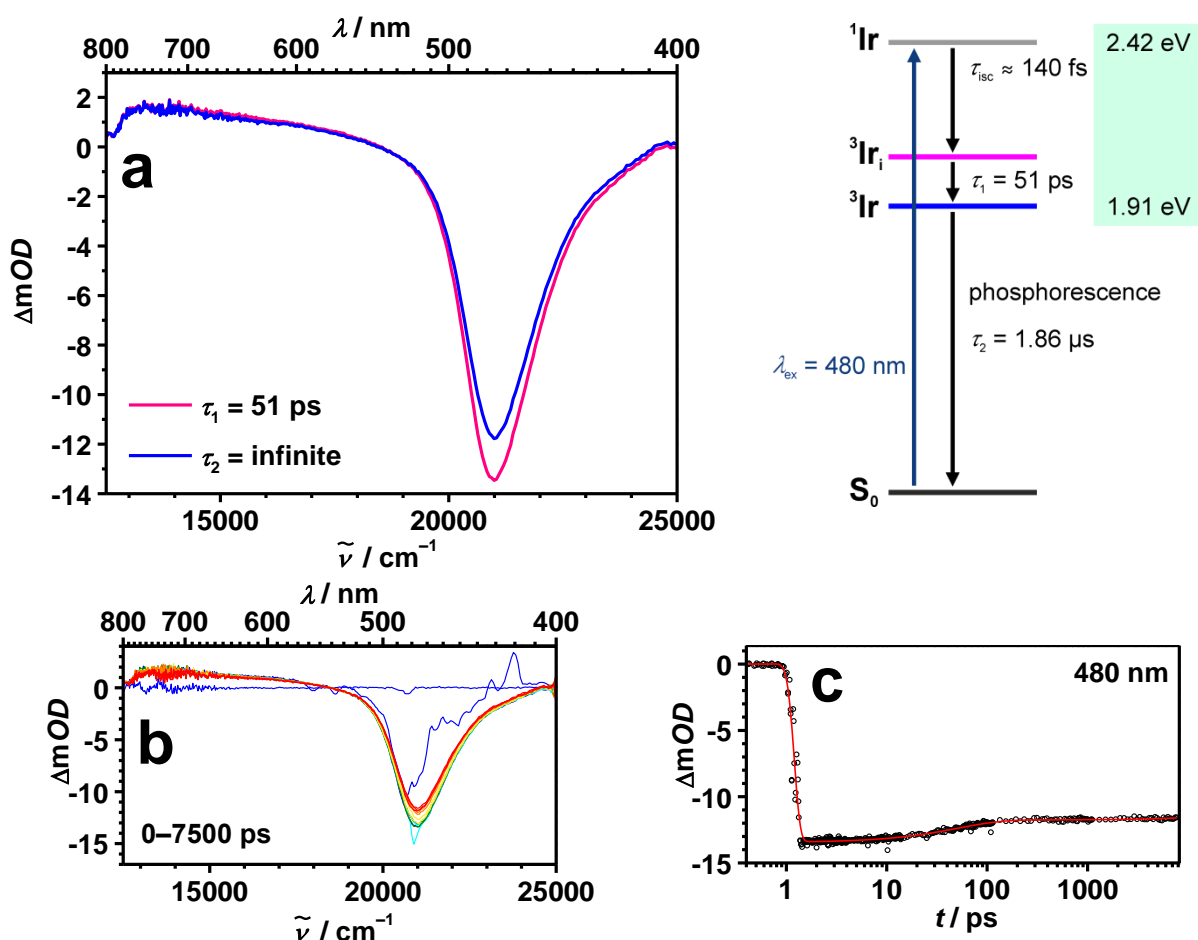 λ / nm
800 700 600 500 400
2
0
-2
-4
-6
-8
-10
-12
-14
ΔmOD
a
τ₁ = 51 ps
τ₂ = infinite
15000 20000 25000
ν̃ / cm⁻¹
¹Ir
2.42 eV
τᵢₛc ≈ 140 fs
³Irᵢ
τ₁ = 51 ps
³Ir
1.91 eV
phosphorescence
τ₂ = 1.86 µs
λₑₓ = 480 nm
S₀
λ / nm
800 700 600 500 400
0
-5
-10
-15
ΔmOD
b
0–7500 ps
15000 20000 25000
ν̃ / cm⁻¹
0
-5
-10
-15
ΔmOD
c
480 nm
1 10 100 1000
t / ps